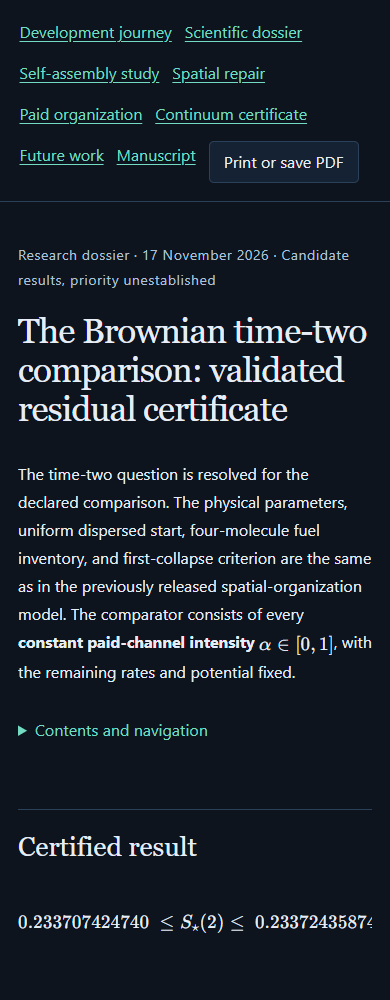 Development journey Scientific dossier
Self-assembly study Spatial repair
Paid organization Continuum certificate
Future work Manuscript Print or save PDF
Research dossier · 17 November 2026 · Candidate
results, priority unestablished
The Brownian time-two
comparison: validated
residual certificate
The time-two question is resolved for the
declared comparison. The physical parameters,
uniform dispersed start, four-molecule fuel
inventory, and first-collapse criterion are the same
as in the previously released spatial-organization
model. The comparator consists of every
constant paid-channel intensity α ∈ [0, 1], with
the remaining rates and potential fixed.
▶ Contents and navigation
Certified result
0.233707424740 ≤ S⋆(2) ≤ 0.2337243587